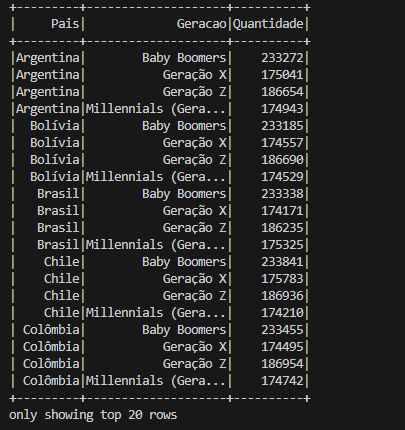 +---------+--------------------+----------+
|     Pais|             Geracao|Quantidade|
+---------+--------------------+----------+
|Argentina|        Baby Boomers|    233272|
|Argentina|           Geração X|    175041|
|Argentina|           Geração Z|    186654|
|Argentina|Millennials (Gera...|    174943|
|  Bolívia|        Baby Boomers|    233185|
|  Bolívia|           Geração X|    174557|
|  Bolívia|           Geração Z|    186690|
|  Bolívia|Millennials (Gera...|    174529|
|   Brasil|        Baby Boomers|    233338|
|   Brasil|           Geração X|    174171|
|   Brasil|           Geração Z|    186235|
|   Brasil|Millennials (Gera...|    175325|
|    Chile|        Baby Boomers|    233841|
|    Chile|           Geração X|    175783|
|    Chile|           Geração Z|    186936|
|    Chile|Millennials (Gera...|    174210|
| Colômbia|        Baby Boomers|    233455|
| Colômbia|           Geração X|    174495|
| Colômbia|           Geração Z|    186954|
| Colômbia|Millennials (Gera...|    174742|
+---------+--------------------+----------+
only showing top 20 rows